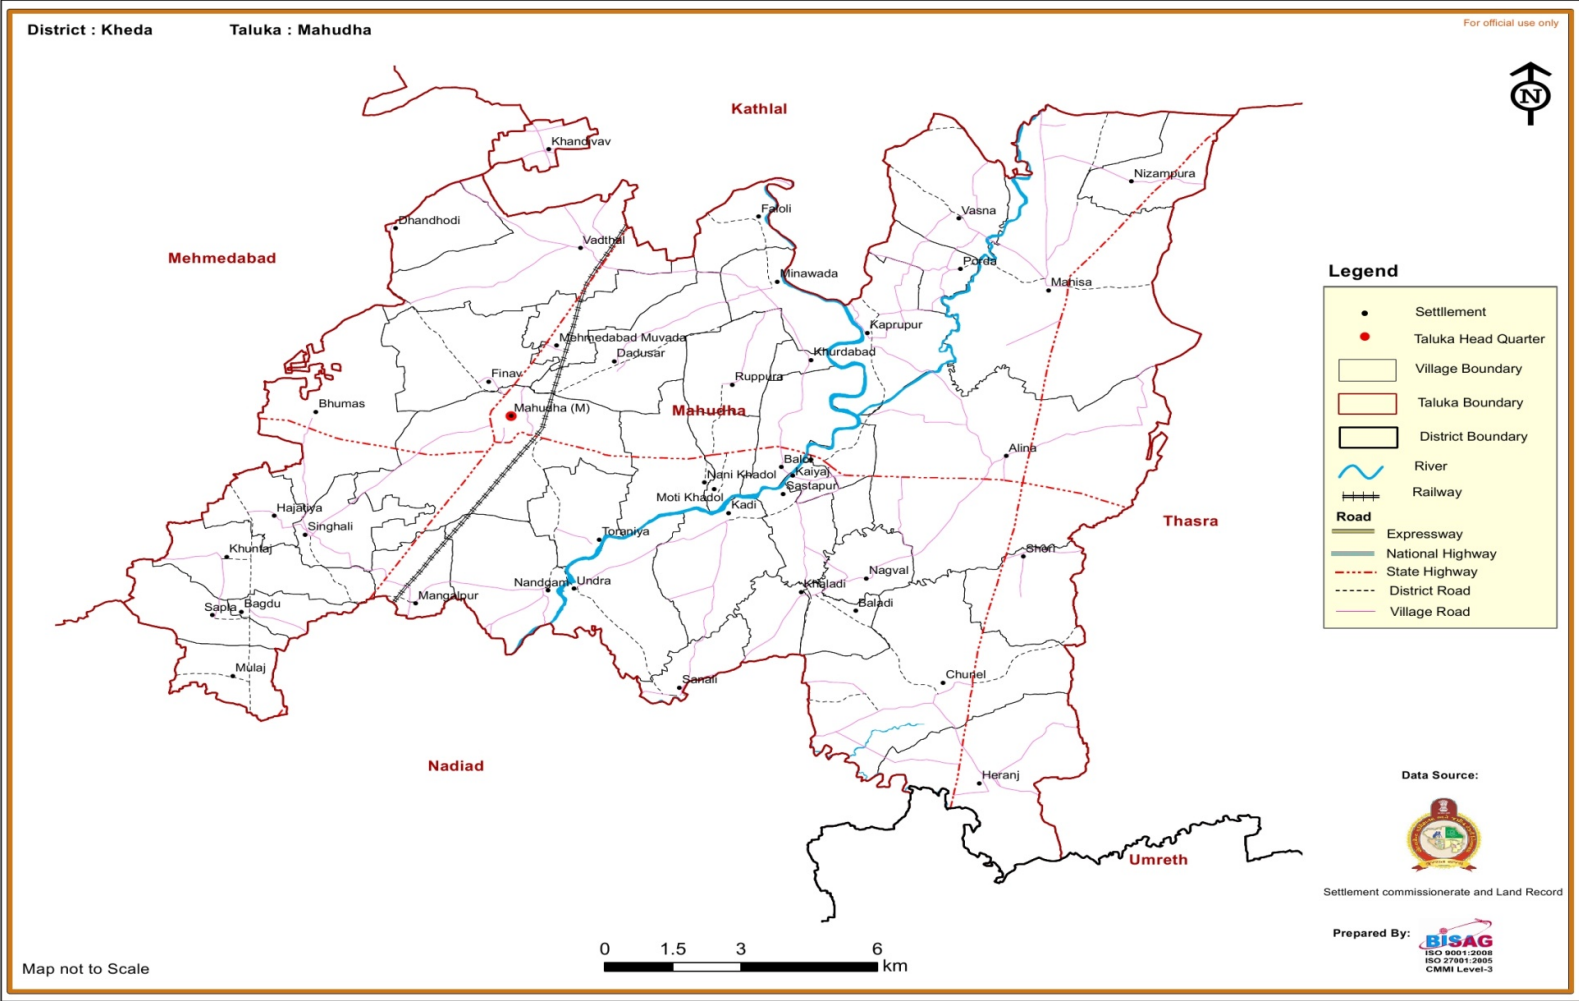 District : Kheda
Taluka : Mahudha
For official use only
N
Kathlal
Khandivav
Nizampura
Dhandhodi
Faloli
Vasna
Vadthal
Mehmedabad
Porda
Minawada
Mahisa
Kaprupur
Mehmedabad Muvada
Dadusar
Khurdabad
Finav
Ruppura
Bhumas
Mahudha (M)
Mahudha
Alina
Baloi
Nani Khadol
Kaiyaj
Sastapur
Moti Khadol
Kadi
Hajatiya
Singhali
Thasra
Toraniya
Khuntaj
Shori
Nagval
Nanddam
Undra
Khaladi
Mangalpur
Sapla
Bagdu
Baladi
Mulaj
Sanali
Chunel
Nadiad
Heranj
Umreth
Legend
Settllement
Taluka Head Quarter
Village Boundary
Taluka Boundary
District Boundary
River
Railway
Road
Expressway
National Highway
State Highway
District Road
Village Road
Data Source:
Settlement commissionerate and Land Record
Prepared By:
BISAG
ISO 9001:2008
ISO 27001:2005
CMMI Level-3
0 1.5 3 6
km
Map not to Scale